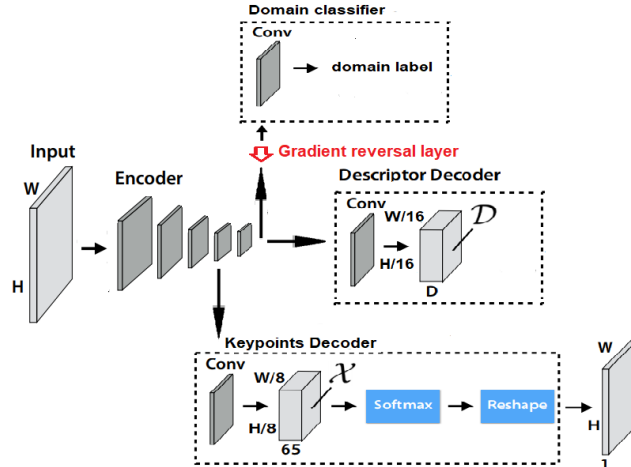 Domain classifier
Conv
domain label
Gradient reversal layer
Input
W
H
Encoder
Descriptor Decoder
Conv
W/16
H/16
D
𝒟
Keypoints Decoder
Conv
W/8
H/8
65
𝒳
Softmax
Reshape
W
H
1